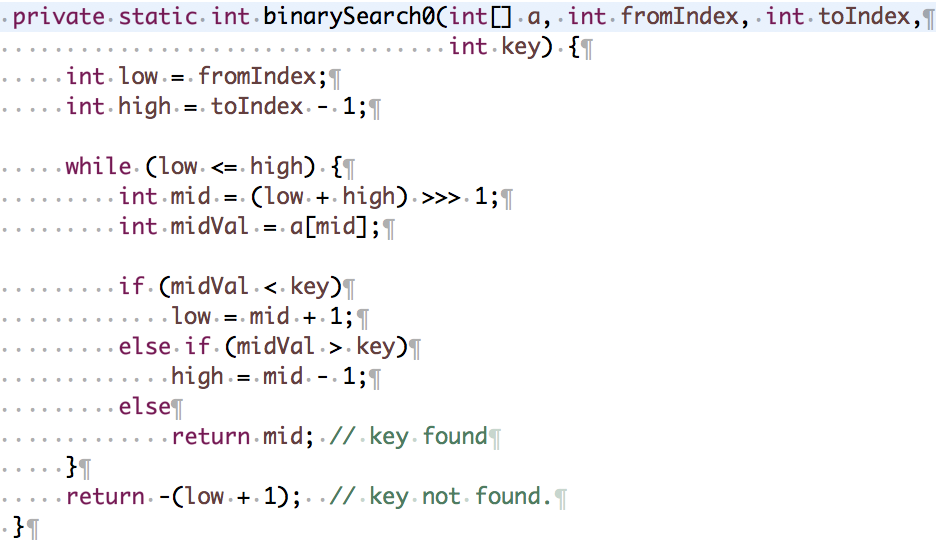 private static int binarySearch0(int[] a, int fromIndex, int toIndex,
                                 int key) {
    int low = fromIndex;
    int high = toIndex - 1;

    while (low <= high) {
        int mid = (low + high) >>> 1;
        int midVal = a[mid];

        if (midVal < key)
            low = mid + 1;
        else if (midVal > key)
            high = mid - 1;
        else
            return mid; // key found
    }
    return -(low + 1);  // key not found.
}